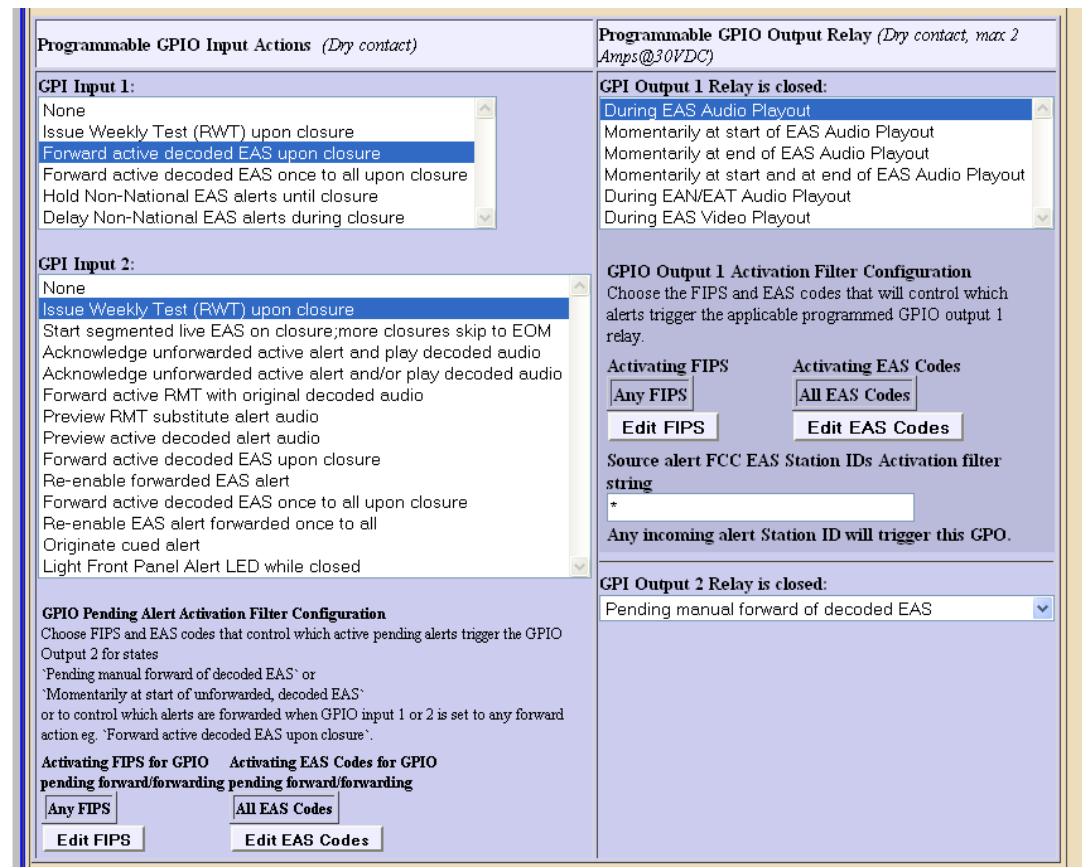 Programmable GPIO Input Actions (Dry contact)
Programmable GPIO Output Relay (Dry contact, max 2
Amps@30VDC)
GPI Input 1:
None
Issue Weekly Test (RWT) upon closure
Forward active decoded EAS upon closure
Forward active decoded EAS once to all upon closure
Hold Non-National EAS alerts until closure
Delay Non-National EAS alerts during closure
GPI Input 2:
None
Issue Weekly Test (RWT) upon closure
Start segmented live EAS on closure;more closures skip to EOM
Acknowledge unforwarded active alert and play decoded audio
Acknowledge unforwarded active alert and/or play decoded audio
Forward active RMT with original decoded audio
Preview RMT substitute alert audio
Preview active decoded alert audio
Forward active decoded EAS upon closure
Re-enable forwarded EAS alert
Forward active decoded EAS once to all upon closure
Re-enable EAS alert forwarded once to all
Originate cued alert
Light Front Panel Alert LED while closed
GPIO Pending Alert Activation Filter Configuration
Choose FIPS and EAS codes that control which active pending alerts trigger the GPIO
Output 2 for states
`Pending manual forward of decoded EAS` or
`Momentarily at start of unforwarded, decoded EAS`
or to control which alerts are forwarded when GPIO input 1 or 2 is set to any forward
action eg. `Forward active decoded EAS upon closure`.
Activating FIPS for GPIO Activating EAS Codes for GPIO
pending forward/forwarding pending forward/forwarding
Any FIPS All EAS Codes
Edit FIPS Edit EAS Codes
GPI Output 1 Relay is closed:
During EAS Audio Playout
Momentarily at start of EAS Audio Playout
Momentarily at end of EAS Audio Playout
Momentarily at start and at end of EAS Audio Playout
During EAN/EAT Audio Playout
During EAS Video Playout
GPIO Output 1 Activation Filter Configuration
Choose the FIPS and EAS codes that will control which
alerts trigger the applicable programmed GPIO output 1
relay.
Activating FIPS Activating EAS Codes
Any FIPS All EAS Codes
Edit FIPS Edit EAS Codes
Source alert FCC EAS Station IDs Activation filter
string
*
Any incoming alert Station ID will trigger this GPO.
GPI Output 2 Relay is closed:
Pending manual forward of decoded EAS